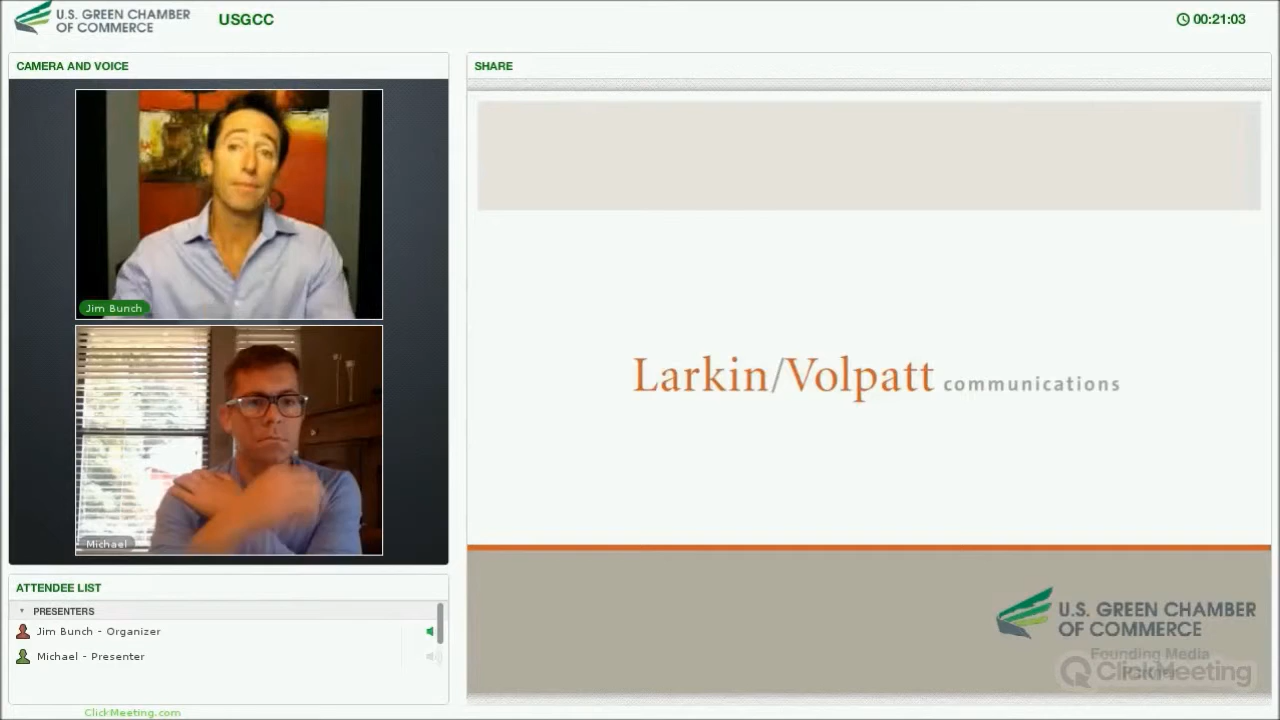 U.S. GREEN CHAMBER
OF COMMERCE
USGCC
00:21:03
CAMERA AND VOICE
Jim Bunch
Michael
ATTENDEE LIST
PRESENTERS
Jim Bunch - Organizer
Michael - Presenter
ClickMeeting.com
SHARE
Larkin/Volpatt communications
U.S. GREEN CHAMBER
OF COMMERCE
Founding Media
ClickMeeting